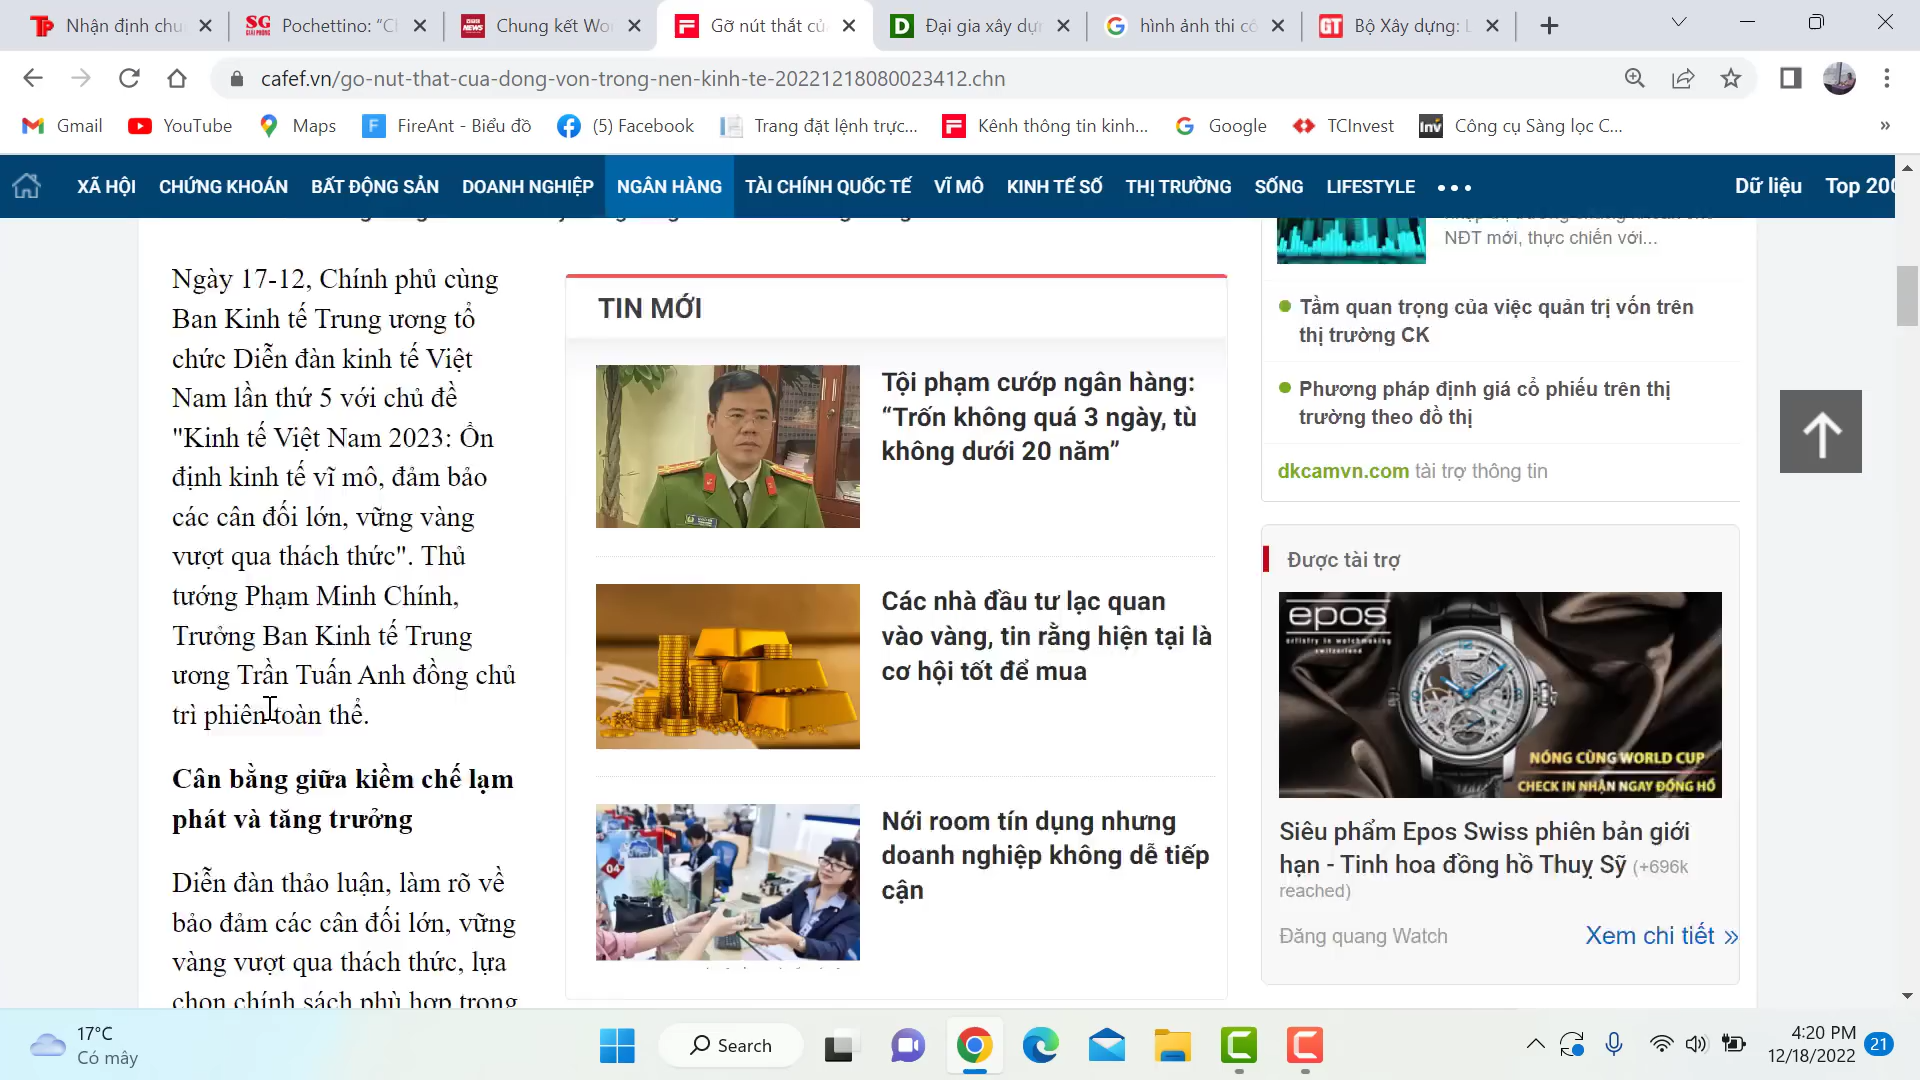 Nhận định chu
Pochettino: "C
Chung kết Wo
Gỡ nút thắt củ
Đại gia xây dự
hình ảnh thi cô
Bộ Xây dựng: L
cafef.vn/go-nut-that-cua-dong-von-trong-nen-kinh-te-20221218080023412.chn
Gmail
YouTube
Maps
FireAnt - Biểu đồ
(5) Facebook
Trang đặt lệnh trực...
Kênh thông tin kinh...
Google
TCInvest
Công cụ Sàng lọc C...
XÃ HỘI
CHỨNG KHOÁN
BẤT ĐỘNG SẢN
DOANH NGHIỆP
NGÂN HÀNG
TÀI CHÍNH QUỐC TẾ
VĨ MÔ
KINH TẾ SỐ
THỊ TRƯỜNG
SỐNG
LIFESTYLE
Dữ liệu
Top 200
Ngày 17-12, Chính phủ cùng
Ban Kinh tế Trung ương tổ
chức Diễn đàn kinh tế Việt
Nam lần thứ 5 với chủ đề
"Kinh tế Việt Nam 2023: Ổn
định kinh tế vĩ mô, đảm bảo
các cân đối lớn, vững vàng
vượt qua thách thức". Thủ
tướng Phạm Minh Chính,
Trưởng Ban Kinh tế Trung
ương Trần Tuấn Anh đồng chủ
trì phiên toàn thể.
Cân bằng giữa kiềm chế lạm
phát và tăng trưởng
Diễn đàn thảo luận, làm rõ về
bảo đảm các cân đối lớn, vững
vàng vượt qua thách thức, lựa
chọn chính sách phù hợp trong
TIN MỚI
Tội phạm cướp ngân hàng:
“Trốn không quá 3 ngày, tù
không dưới 20 năm”
Các nhà đầu tư lạc quan
vào vàng, tin rằng hiện tại là
cơ hội tốt để mua
04
Nới room tín dụng nhưng
doanh nghiệp không dễ tiếp
cận
NĐT mới, thực chiến với...
Tầm quan trọng của việc quản trị vốn trên
thị trường CK
Phương pháp định giá cổ phiếu trên thị
trường theo đồ thị
dkcamvn.com tài trợ thông tin
Được tài trợ
epos
artistry in watchmaking
switzerland
NÓNG CÙNG WORLD CUP
CHECK IN NHẬN NGAY ĐỒNG HỒ
Siêu phẩm Epos Swiss phiên bản giới
hạn - Tinh hoa đồng hồ Thuỵ Sỹ (+696k
reached)
Đăng quang Watch
Xem chi tiết »
17°C
Có mây
Search
4:20 PM
12/18/2022
21